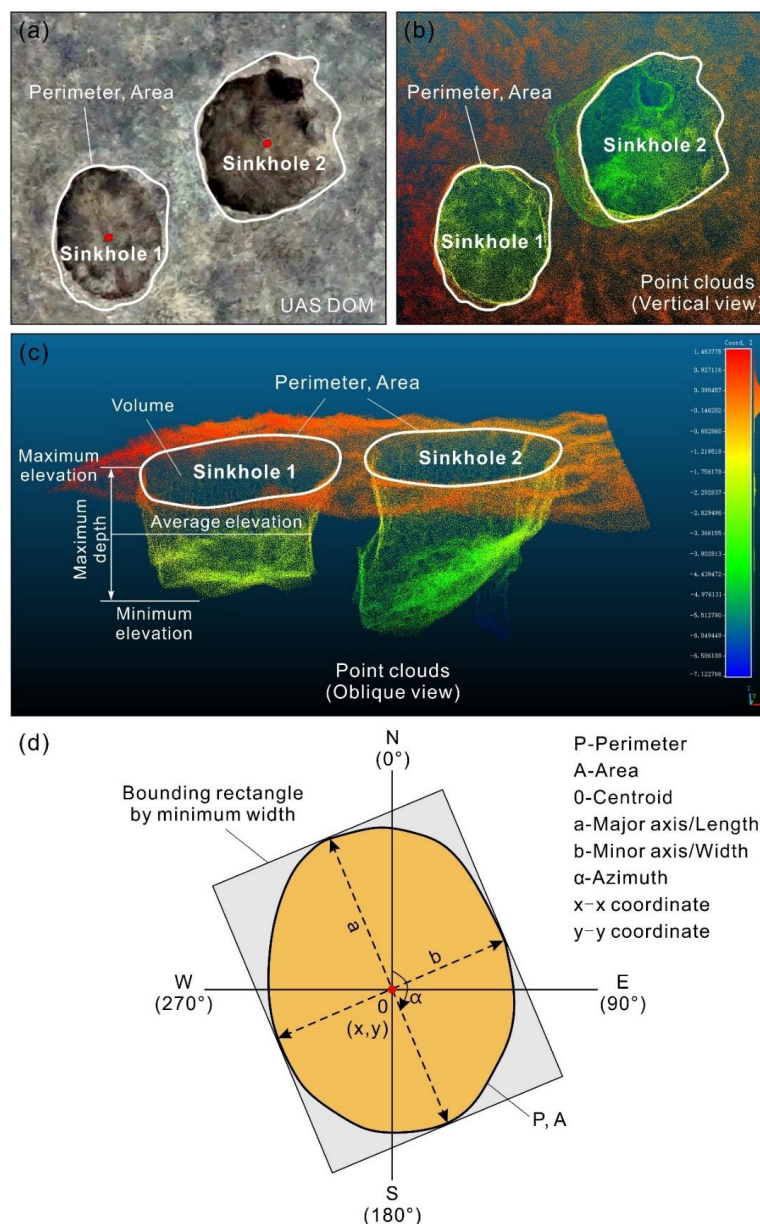 (a)
Perimeter, Area
Sinkhole 2
Sinkhole 1
UAS DOM
(b)
Perimeter, Area
Sinkhole 2
Sinkhole 1
Point clouds
(Vertical view)
(c)
Perimeter, Area
Volume
Maximum
elevation
Sinkhole 1
Sinkhole 2
Maximum
depth
Average elevation
Minimum
elevation
Point clouds
(Oblique view)
1.463775
0.927116
0.390457
-0.146202
-0.682860
-1.219519
-1.756178
-2.292837
-2.829496
-3.366155
-3.902813
-4.439472
-4.976131
-5.512790
-6.049449
-6.586108
-7.122766
(d)
N
(0°)
Bounding rectangle
by minimum width
a
b
W
(270°)
E
(90°)
0
α
(x,y)
P, A
S
(180°)
P-Perimeter
A-Area
0-Centroid
a-Major axis/Length
b-Minor axis/Width
α-Azimuth
x-x coordinate
y-y coordinate